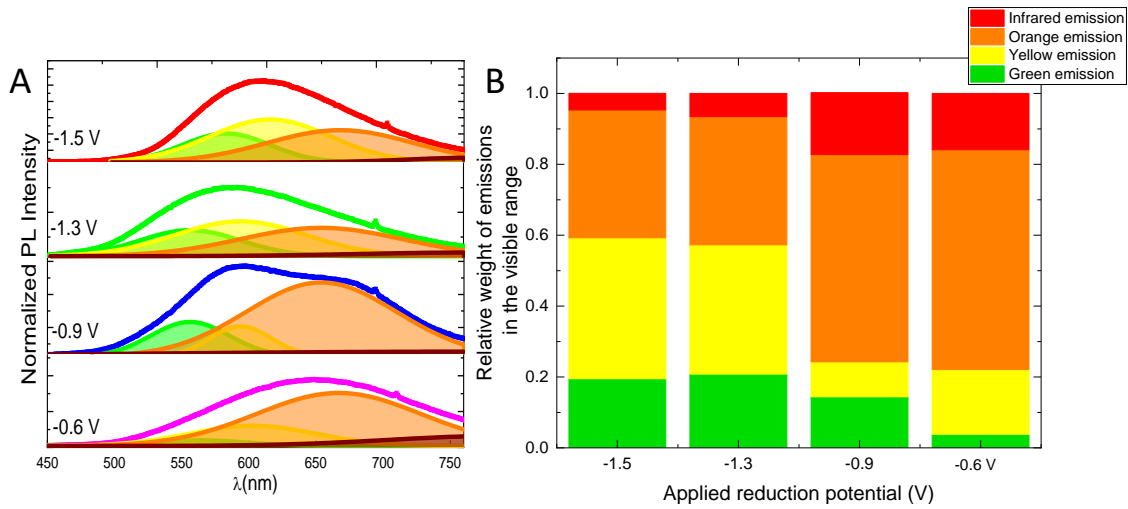 A
Normalized PL Intensity
-1.5 V
-1.3 V
-0.9 V
-0.6 V
450 500 550 600 650 700 750
λ(nm)
B
Infrared emission
Orange emission
Yellow emission
Green emission
Relative weight of emissions
in the visible range
1.0
0.8
0.6
0.4
0.2
0.0
-1.5 -1.3 -0.9 -0.6 V
Applied reduction potential (V)